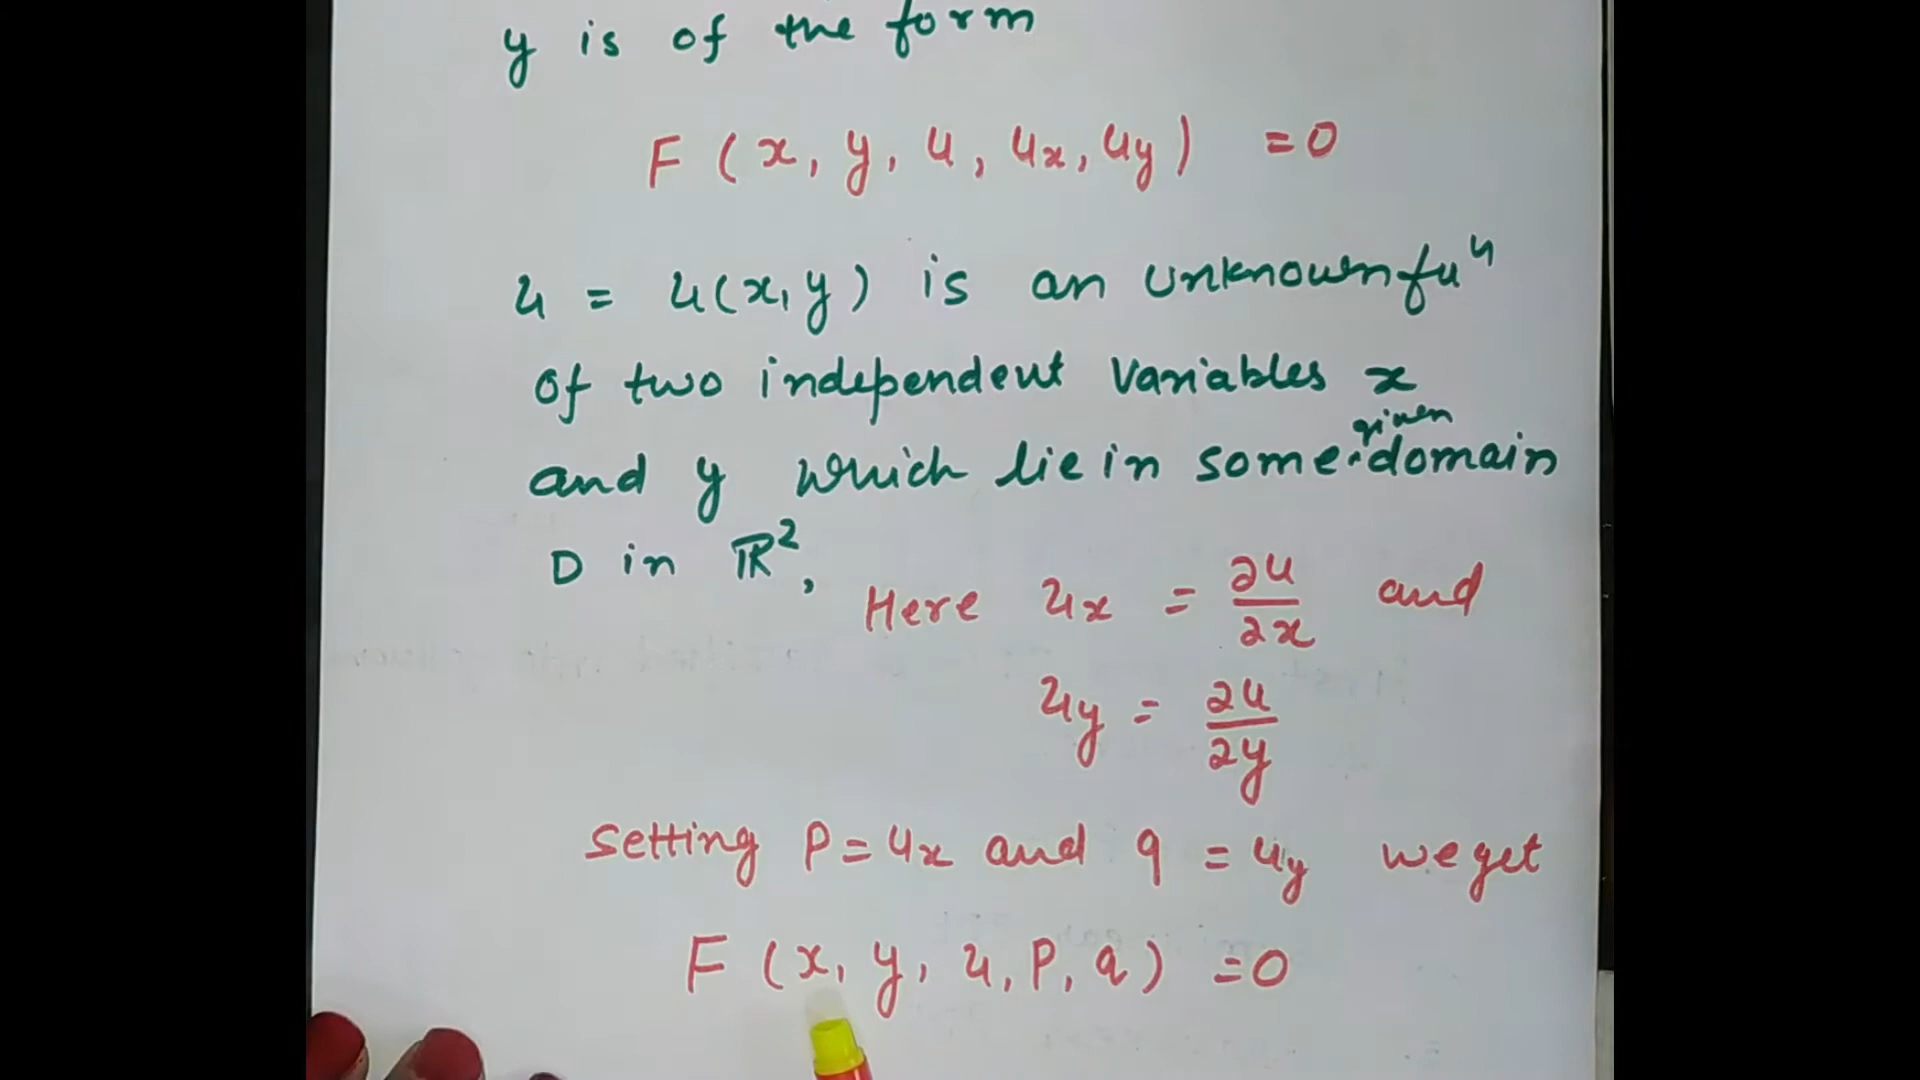 y is of the form
F (x, y, u, ux, uy) = 0
u = u(x, y) is an unknown fuⁿ
of two independent variables x
and y which lie in some given domain
D in ℝ²,
Here ux = ∂u/∂x and
uy = ∂u/∂y
setting p = ux and q = uy we get
F (x, y, u, p, q) = 0